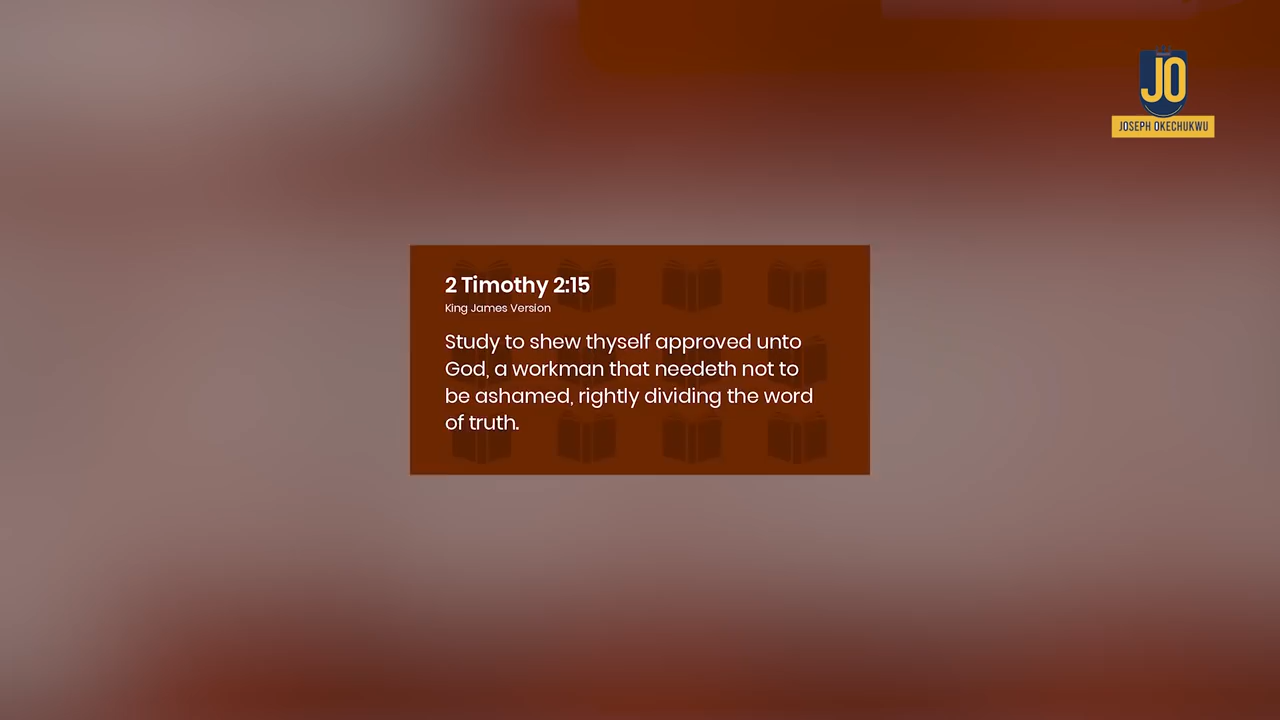 JO
JOSEPH OKECHUKWU
2 Timothy 2:15
King James Version
Study to shew thyself approved unto
God, a workman that needeth not to
be ashamed, rightly dividing the word
of truth.